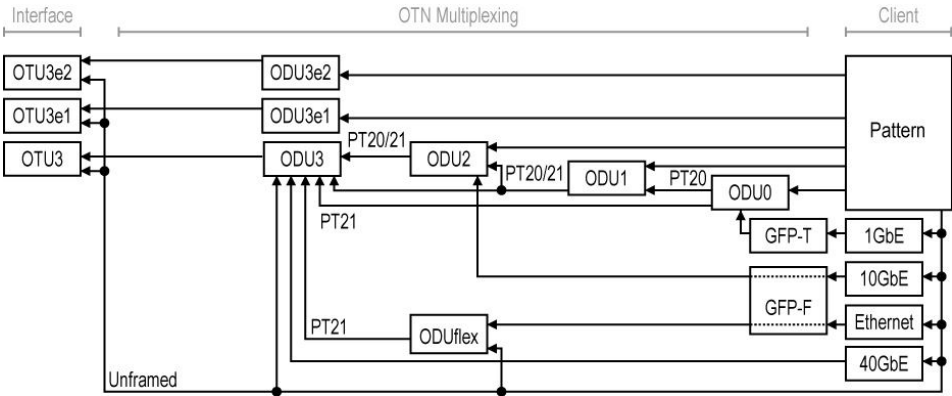 Interface OTN Multiplexing Client
OTU3e2 ODU3e2
OTU3e1 ODU3e1 Pattern
PT20/21
OTU3 ODU3 ODU2
PT20/21 ODU1 PT20
ODU0
PT21
GFP-T 1GbE
10GbE
GFP-F
PT21 ODUflex Ethernet
40GbE
Unframed